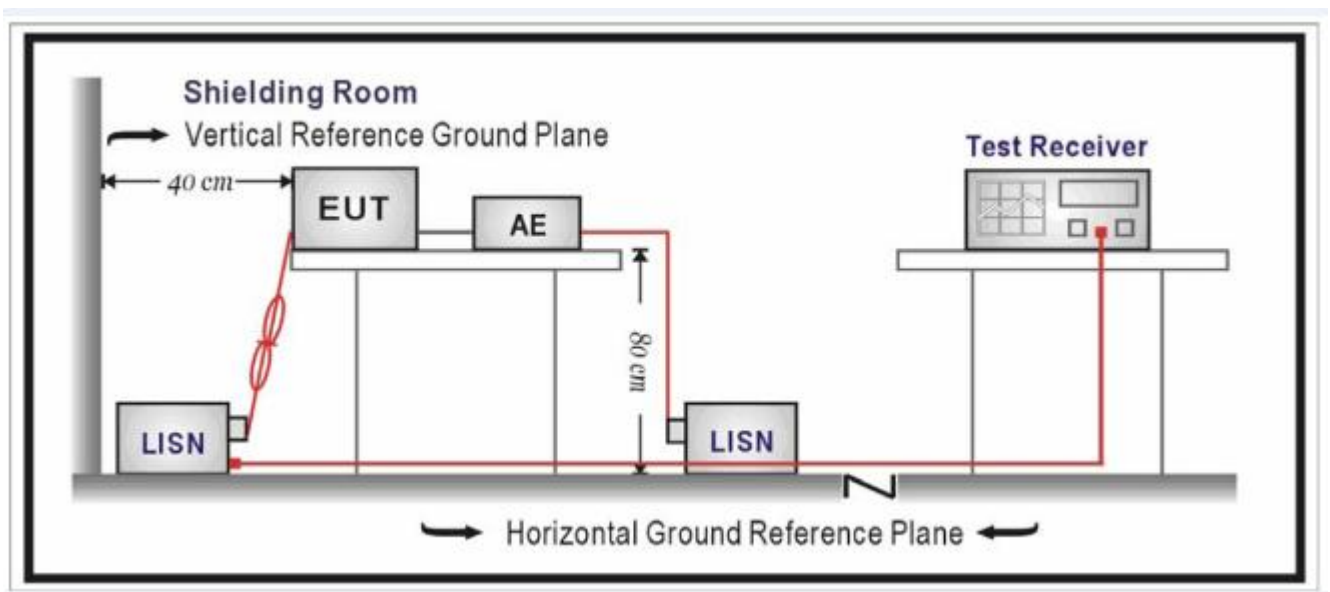 Shielding Room
Vertical Reference Ground Plane
40 cm
EUT
AE
Test Receiver
80 cm
LISN
LISN
Horizontal Ground Reference Plane